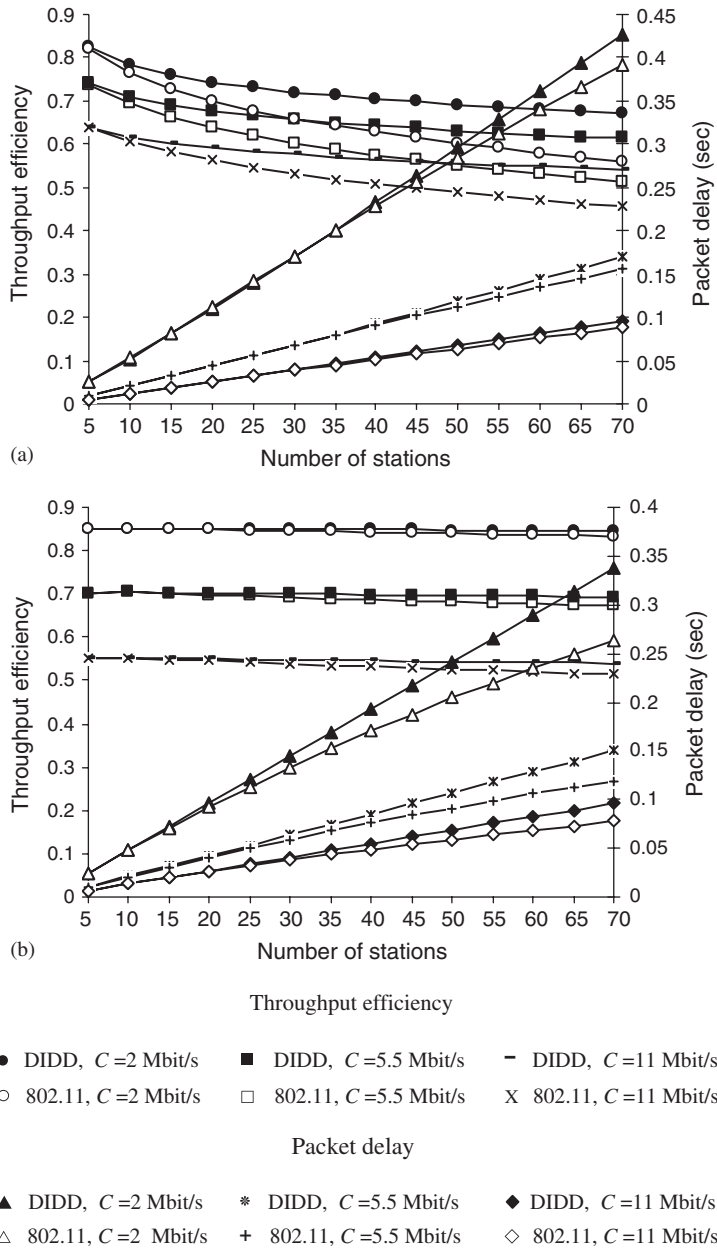 0.9
0.8
0.7
0.6
0.5
0.4
0.3
0.2
0.1
0
Throughput efficiency
0.45
0.4
0.35
0.3
0.25
0.2
0.15
0.1
0.05
0
Packet delay (sec)
5 10 15 20 25 30 35 40 45 50 55 60 65 70
(a)
Number of stations
0.9
0.8
0.7
0.6
0.5
0.4
0.3
0.2
0.1
0
Throughput efficiency
0.4
0.35
0.3
0.25
0.2
0.15
0.1
0.05
0
Packet delay (sec)
5 10 15 20 25 30 35 40 45 50 55 60 65 70
(b)
Number of stations
Throughput efficiency
DIDD, C =2 Mbit/s DIDD, C =5.5 Mbit/s DIDD, C =11 Mbit/s
802.11, C =2 Mbit/s 802.11, C =5.5 Mbit/s X 802.11, C =11 Mbit/s
Packet delay
DIDD, C =2 Mbit/s * DIDD, C =5.5 Mbit/s DIDD, C =11 Mbit/s
802.11, C =2 Mbit/s + 802.11, C =5.5 Mbit/s 802.11, C =11 Mbit/s